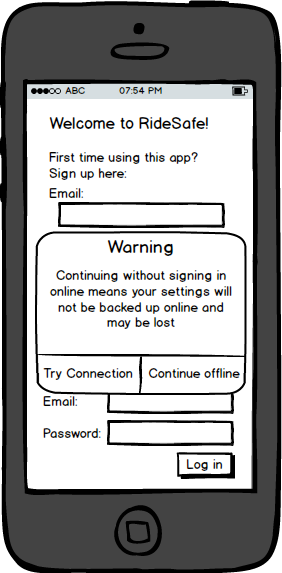 ABC 07:54 PM
Welcome to RideSafe!
First time using this app?
Sign up here:
Email:
Warning
Continuing without signing in
online means your settings will
not be backed up online and
may be lost
Try Connection Continue offline
Email:
Password:
Log in